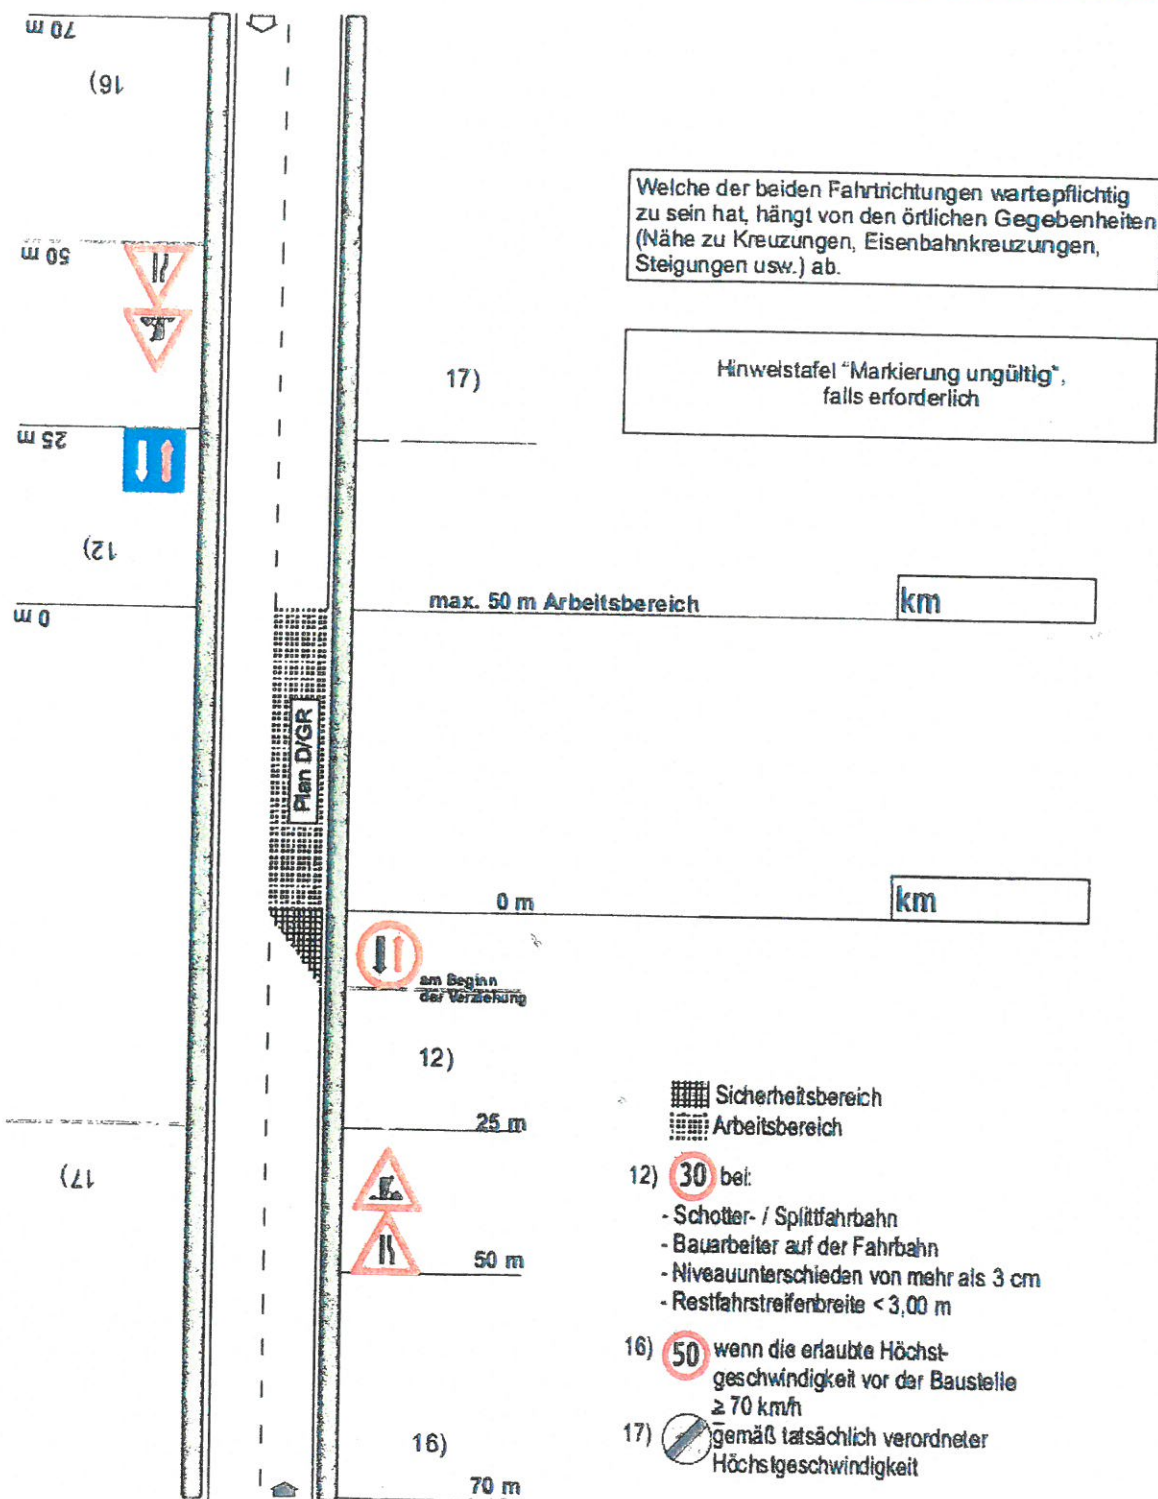 70 m
16)
50 m
25 m
12)
0 m
17)
Welche der beiden Fahrtrichtungen wartepflichtig
zu sein hat, hängt von den örtlichen Gegebenheiten
(Nähe zu Kreuzungen, Eisenbahnkreuzungen,
Steigungen usw.) ab.
Hinweistafel "Markierung ungültig",
falls erforderlich
17)
max. 50 m Arbeitsbereich
km
Plan D/GR
0 m
km
am Beginn
der Verziehung
12)
25 m
50 m
16)
70 m
Sicherheitsbereich
Arbeitsbereich
12) 30 bei:
- Schotter- / Splittfahrbahn
- Bauarbeiter auf der Fahrbahn
- Niveauunterschieden von mehr als 3 cm
- Restfahrstreifenbreite < 3,00 m
16) 50 wenn die erlaubte Höchst-
geschwindigkeit vor der Baustelle
≥ 70 km/h
17) gemäß tatsächlich verordneter
Höchstgeschwindigkeit